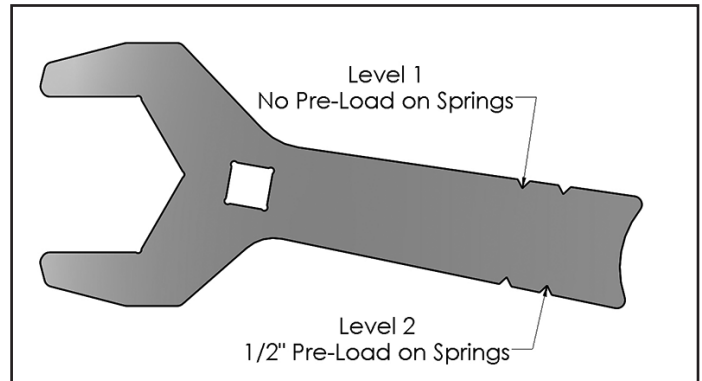 Level 1
No Pre-Load on Springs
Level 2
1/2" Pre-Load on Springs